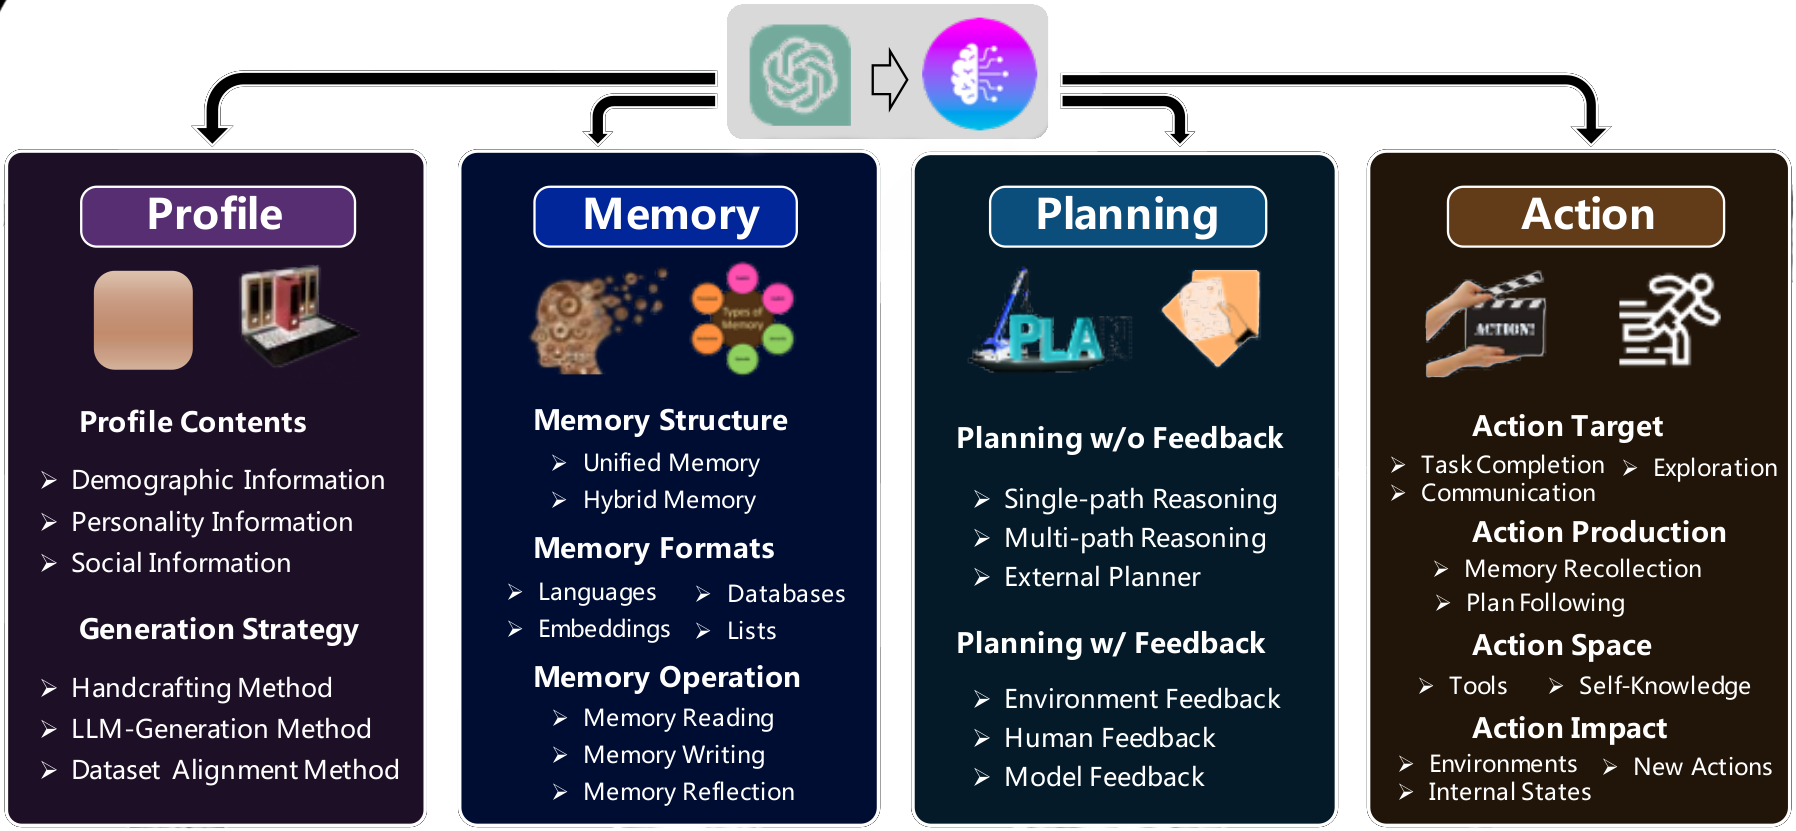 Profile
Profile Contents
Demographic Information
Personality Information
Social Information
Generation Strategy
Handcrafting Method
LLM-Generation Method
Dataset Alignment Method
Memory
Types of
Memory
Memory Structure
Unified Memory
Hybrid Memory
Memory Formats
Languages
Databases
Embeddings
Lists
Memory Operation
Memory Reading
Memory Writing
Memory Reflection
Planning
PLA
Planning w/o Feedback
Single-path Reasoning
Multi-path Reasoning
External Planner
Planning w/ Feedback
Environment Feedback
Human Feedback
Model Feedback
Action
ACTION!
Action Target
Task Completion
Exploration
Communication
Action Production
Memory Recollection
Plan Following
Action Space
Tools
Self-Knowledge
Action Impact
Environments
New Actions
Internal States